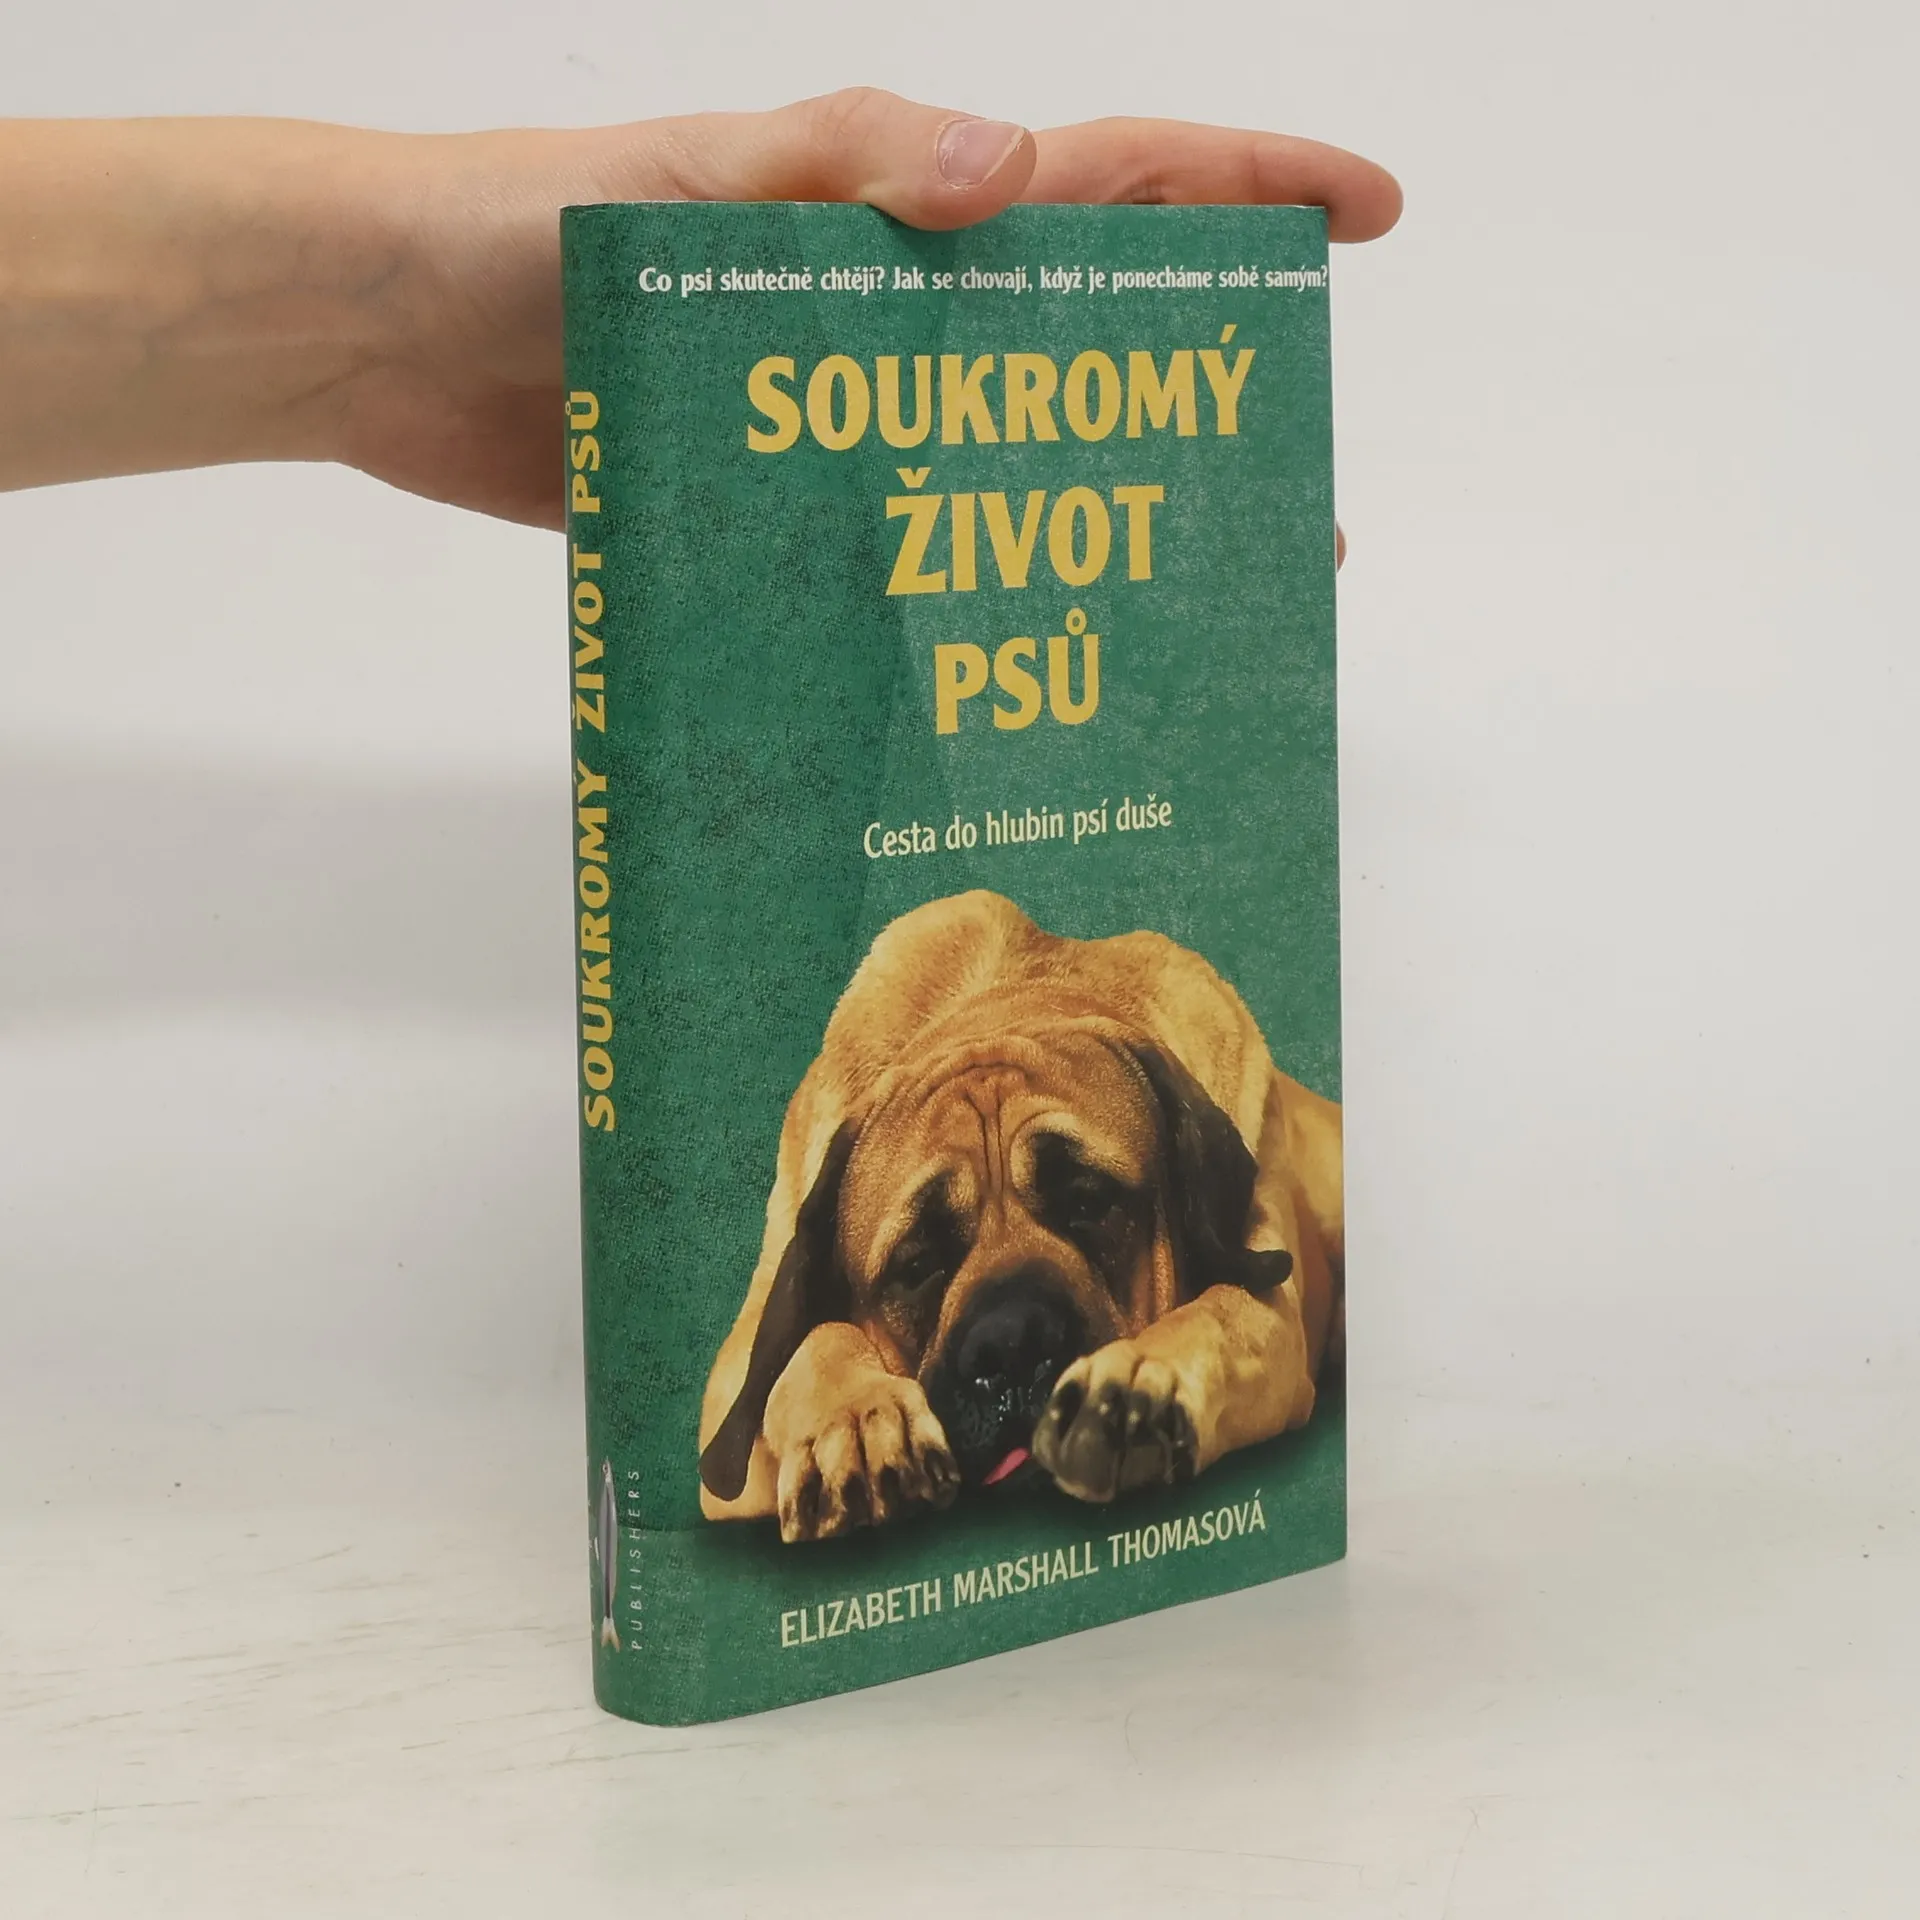 Co psi skutečně chtějí? Jak se chovají, když je ponecháme sobě samým?
SOUKROMÝ
ŽIVOT
PSŮ
Cesta do hlubin psí duše
ELIZABETH MARSHALL THOMASOVÁ
SOUKROMÝ ŽIVOT PSŮ
PUBLISHERS